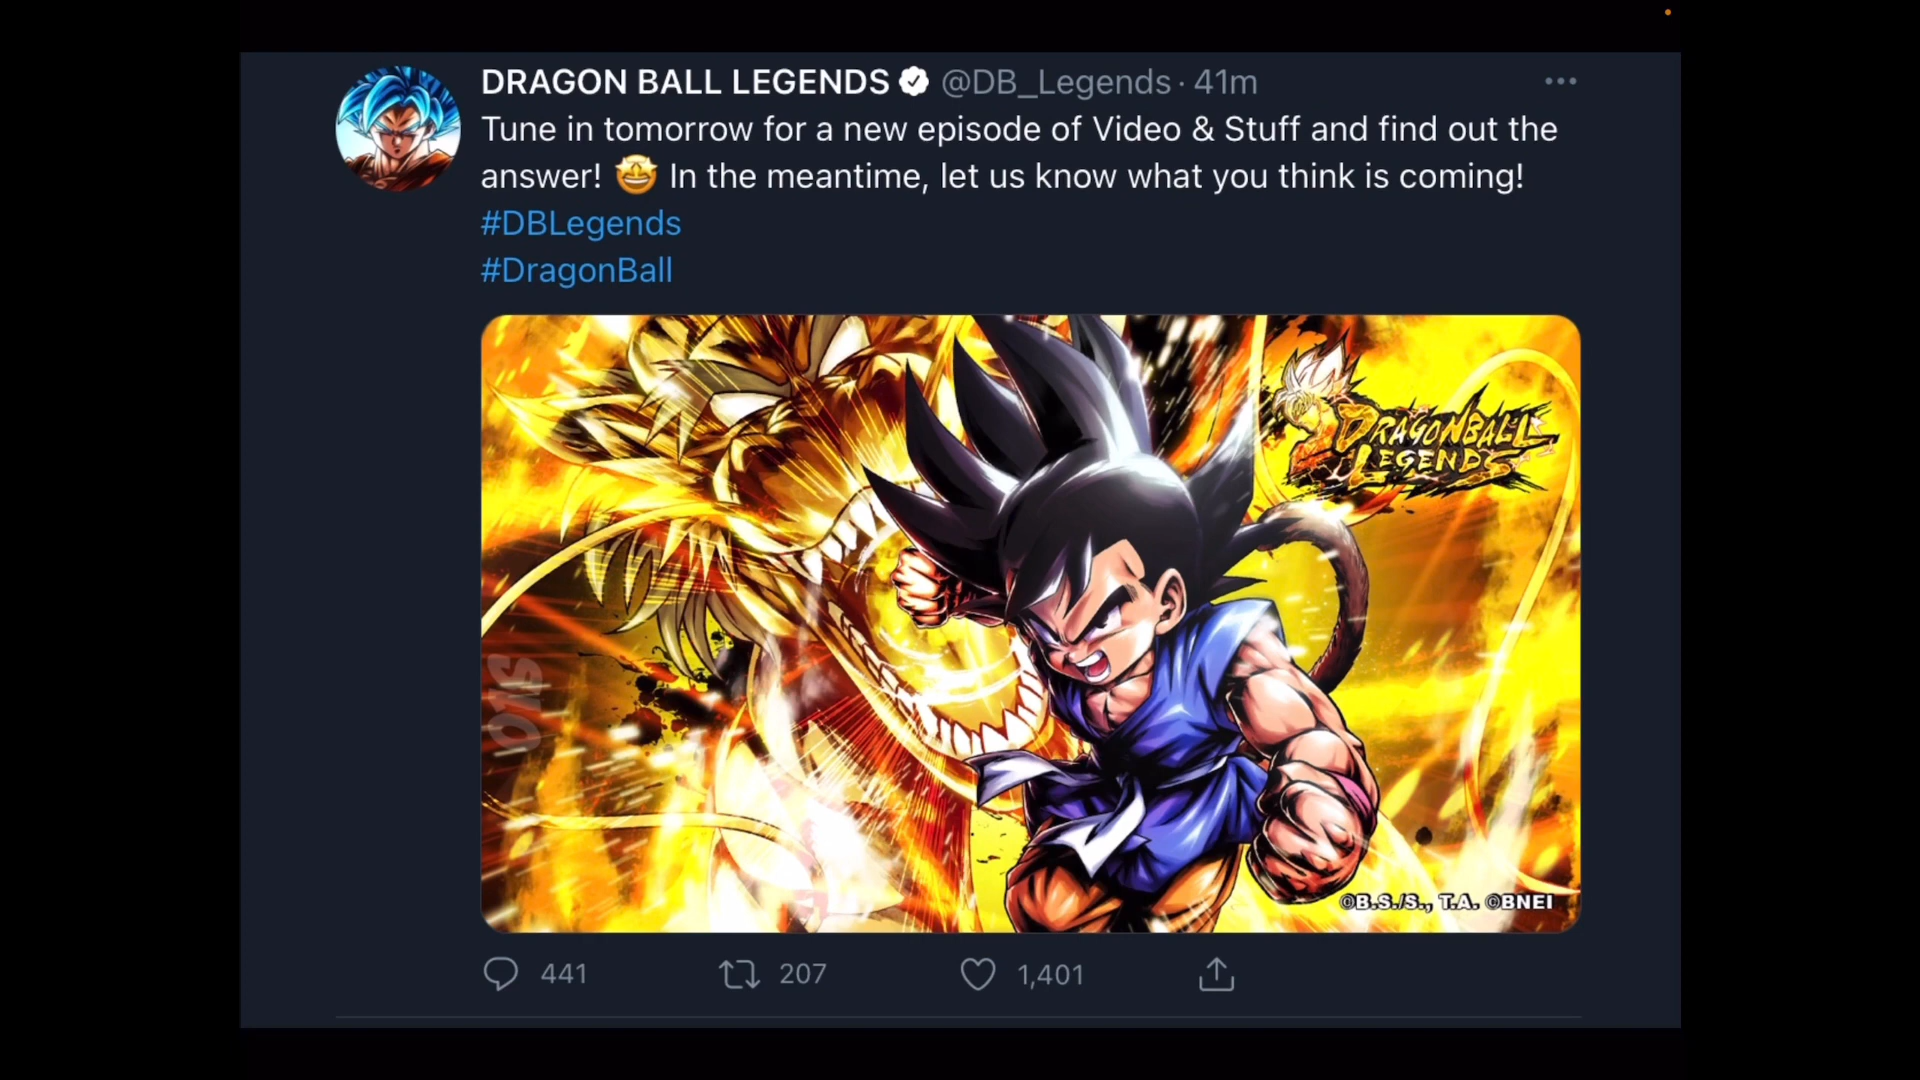 DRAGON BALL LEGENDS @DB_Legends · 41m
Tune in tomorrow for a new episode of Video & Stuff and find out the
answer! 🤩 In the meantime, let us know what you think is coming!
#DBLegends
#DragonBall
DRAGONBALL
LEGENDS
©B.S./S., T.A. ©BNEI
441 207 1,401